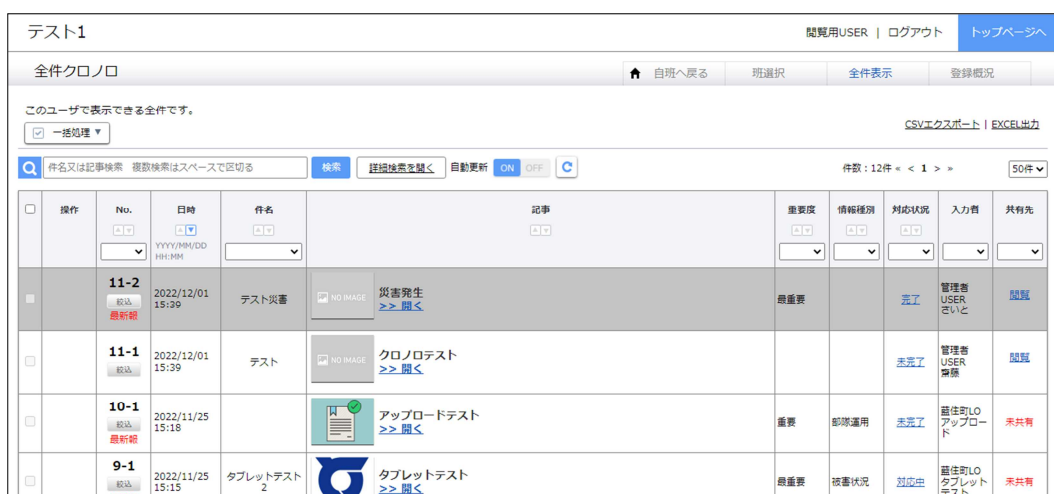 テスト1
閲覧用USER | ログアウト
トップページへ
全件クロノロ
自班へ戻る
班選択
全件表示
登録概況
このユーザで表示できる全件です。
一括処理 ▼
CSVエクスポート | EXCEL出力
件名又は記事検索 複数検索はスペースで区切る
検索
詳細検索を開く
自動更新 ON OFF
件数:12件 « < 1 > »
50件
操作 No. 日時 件名 記事 重要度 情報種別 対応状況 入力者 共有先
YYYY/MM/DD
HH:MM
11-2
絞込
最新報
2022/12/01
15:39
テスト災害
NO IMAGE
災害発生
>> 開く
最重要
完了
管理者
USER
さいと
閲覧
11-1
絞込
2022/12/01
15:39
テスト
NO IMAGE
クロノロテスト
>> 開く
未完了
管理者
USER
齋藤
閲覧
10-1
絞込
最新報
2022/11/25
15:18
アップロードテスト
>> 開く
重要
部隊運用
未完了
藍住町LO
アップロー
ド
未共有
9-1
絞込
2022/11/25
15:15
タブレットテスト
2
タブレットテスト
>> 開く
最重要
被害状況
対応中
藍住町LO
タブレット
テスト
未共有